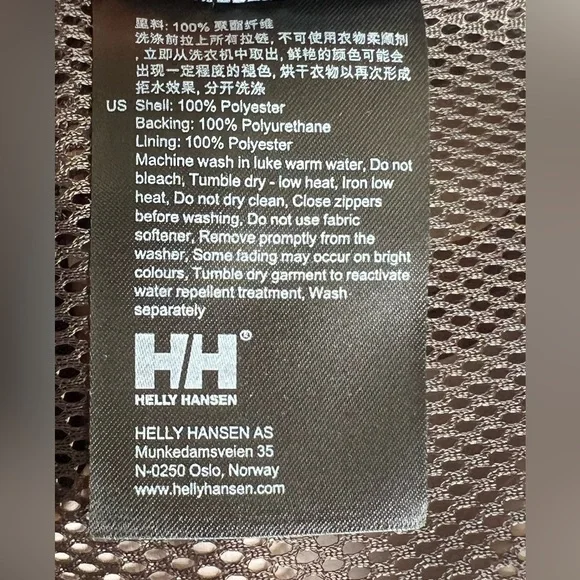 里料: 100% 聚酯纤维
洗涤前拉上所有拉链, 不可使用衣物柔顺剂
, 立即从洗衣机中取出, 鲜艳的颜色可能会
出现一定程度的褪色, 烘干衣物以再次形成
拒水效果, 分开洗涤
US Shell: 100% Polyester
Backing: 100% Polyurethane
Lining: 100% Polyester
Machine wash in luke warm water, Do not
bleach, Tumble dry - low heat, Iron low
heat, Do not dry clean, Close zippers
before washing, Do not use fabric
softener, Remove promptly from the
washer, Some fading may occur on bright
colours, Tumble dry garment to reactivate
water repellent treatment, Wash
separately
HH®
HELLY HANSEN
HELLY HANSEN AS
Munkedamsveien 35
N-0250 Oslo, Norway
www.hellyhansen.com